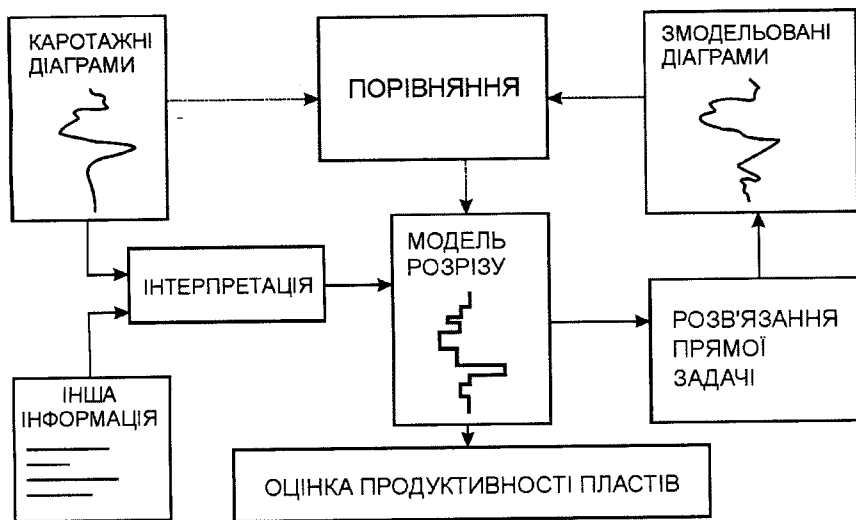 КАРОТАЖНІ
ДІАГРАМИ
ПОРІВНЯННЯ
ЗМОДЕЛЬОВАНІ
ДІАГРАМИ
ІНТЕРПРЕТАЦІЯ
МОДЕЛЬ
РОЗРІЗУ
РОЗВ'ЯЗАННЯ
ПРЯМОЇ
ЗАДАЧІ
ІНША
ІНФОРМАЦІЯ
ОЦІНКА ПРОДУКТИВНОСТІ ПЛАСТІВ